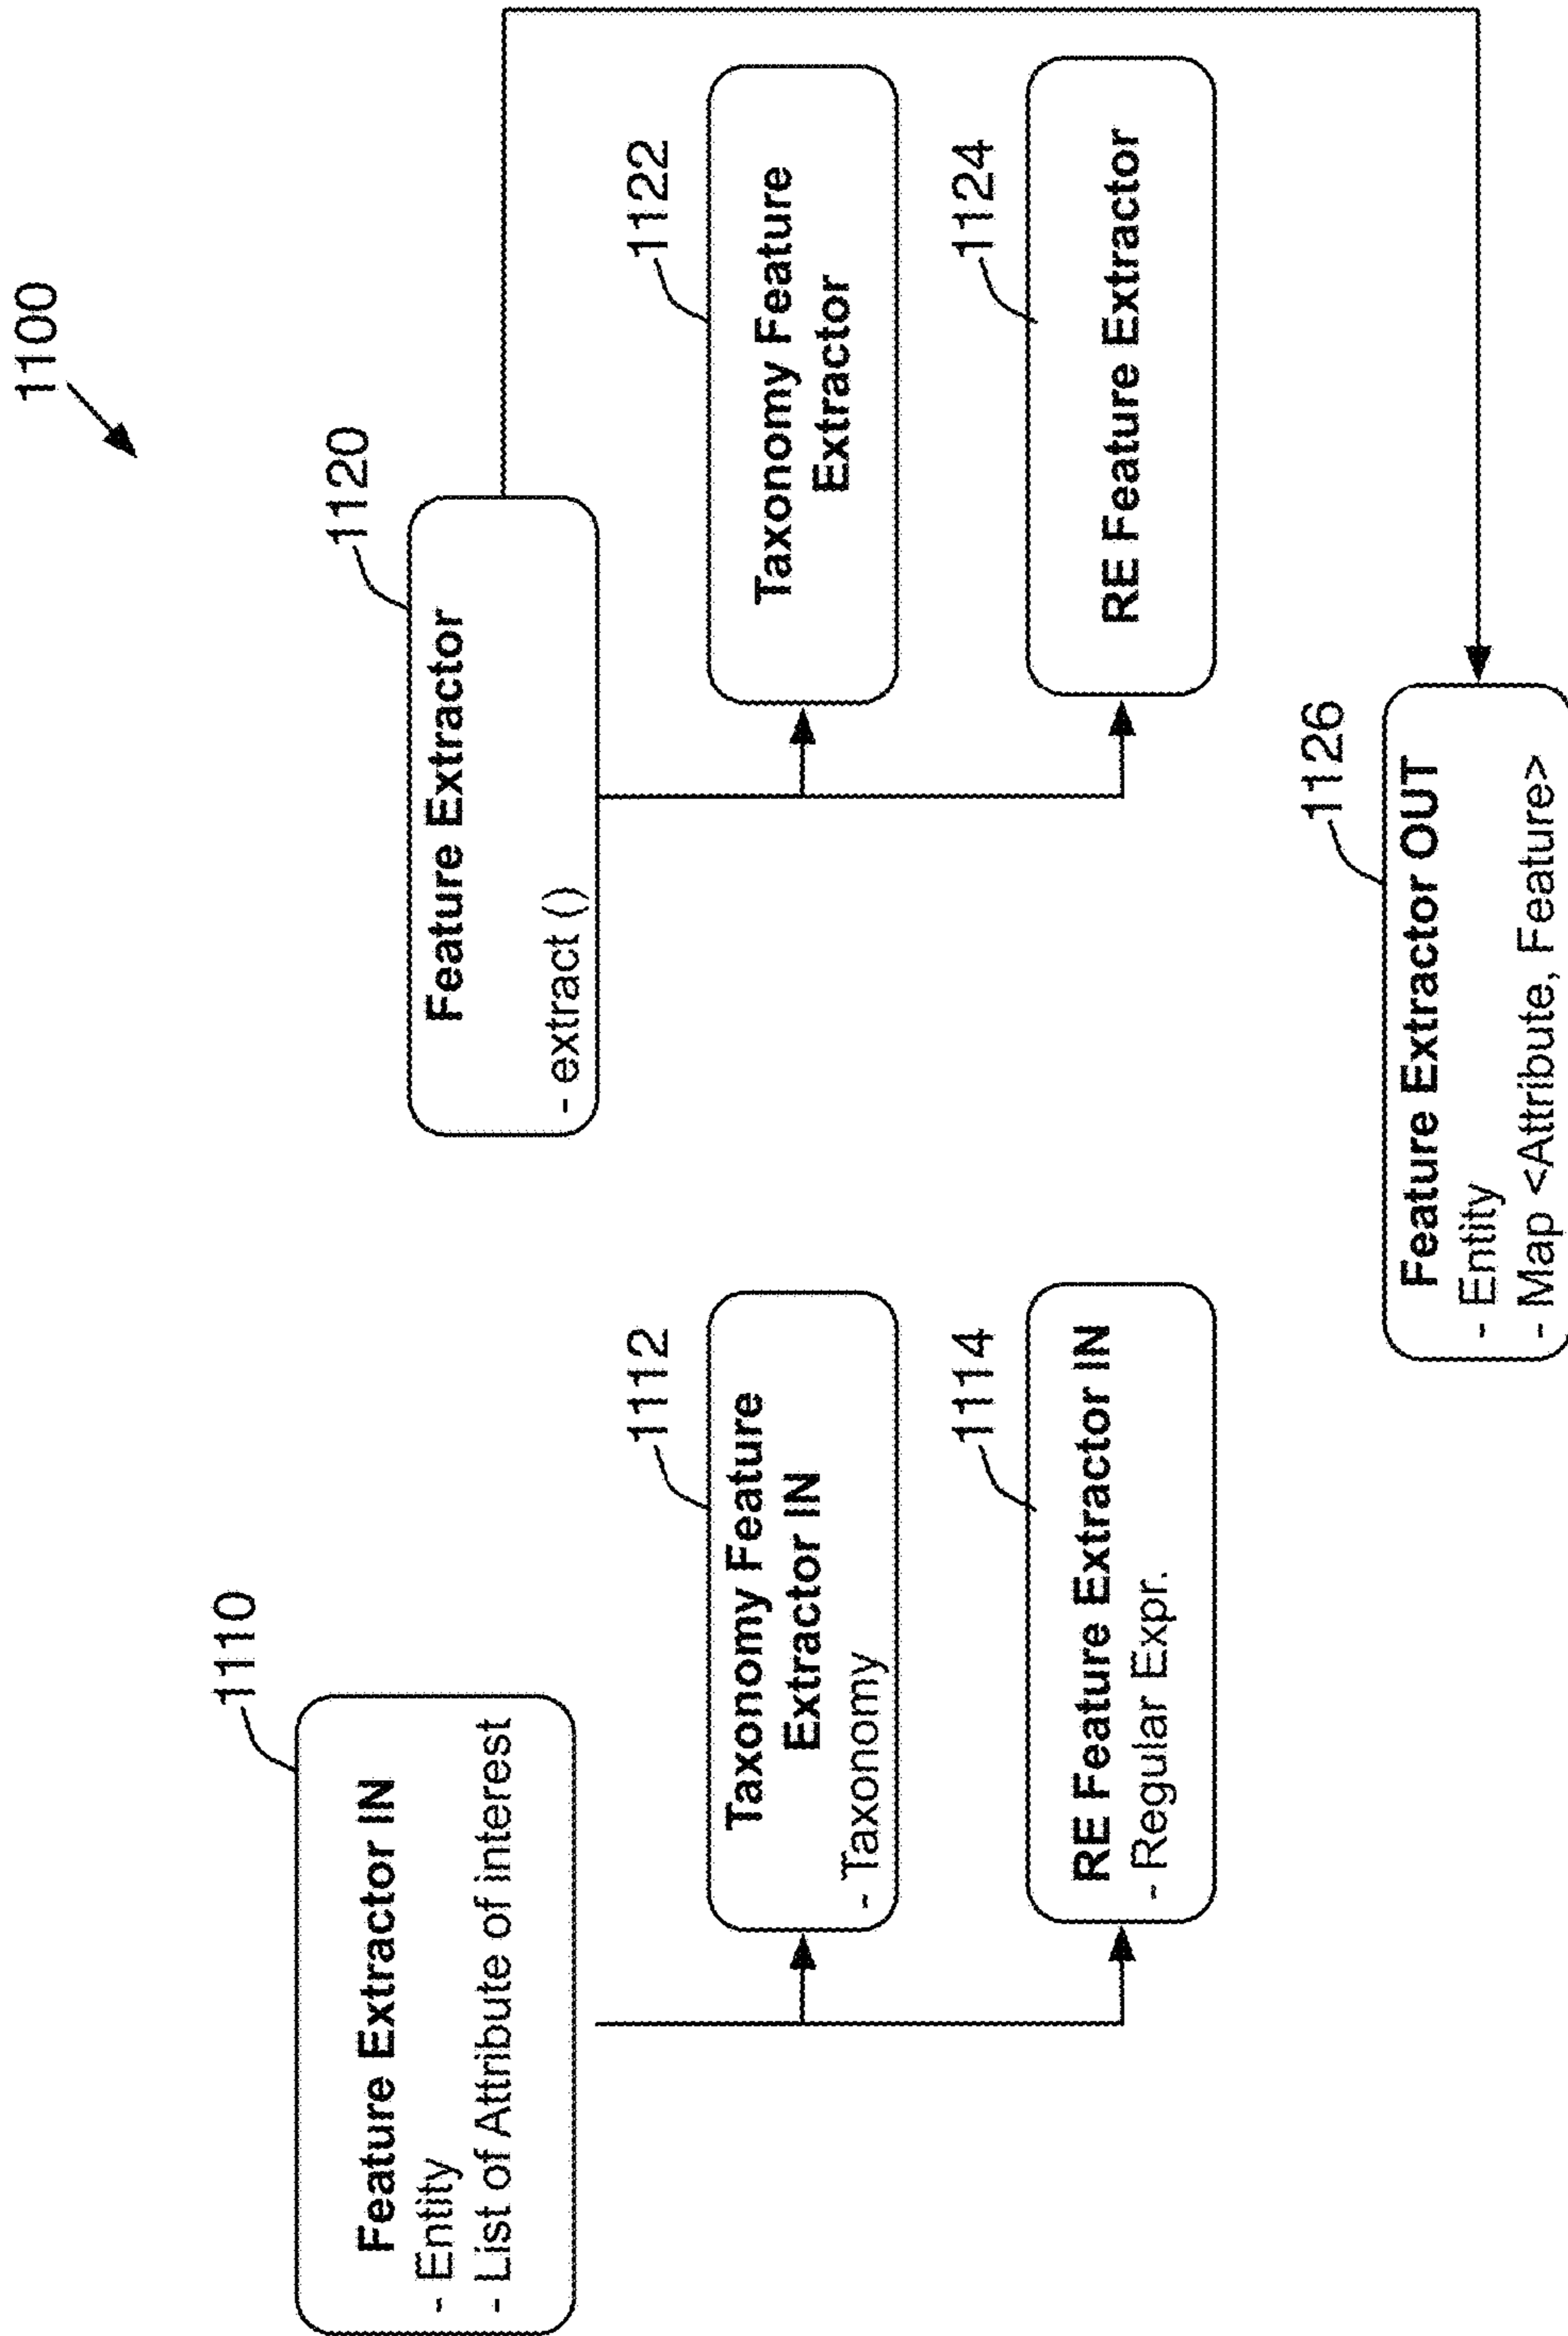 1100
1110
Feature Extractor IN
- Entity
- List of Attribute of interest
1120
Feature Extractor
- extract ()
1112
Taxonomy Feature
Extractor IN
- Taxonomy
1122
Taxonomy Feature
Extractor
1114
RE Feature Extractor IN
- Regular Expr.
1124
RE Feature Extractor
1126
Feature Extractor OUT
- Entity
- Map <Attribute, Feature>